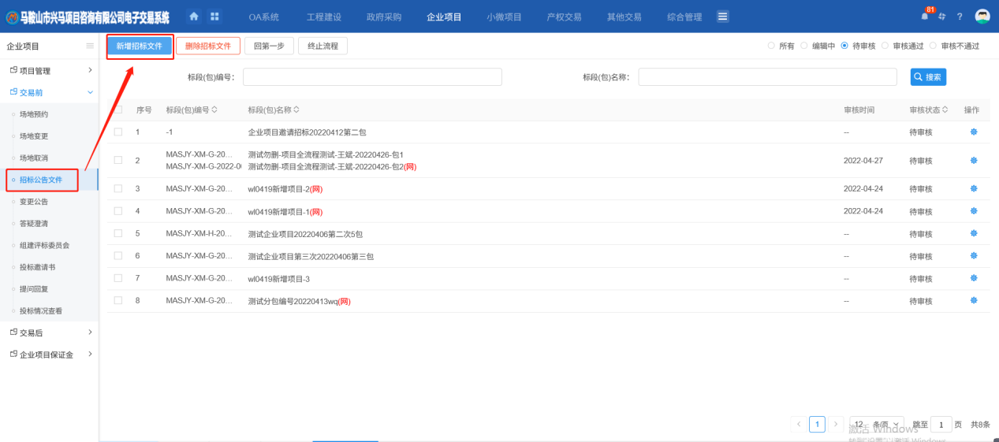 马鞍山市兴马项目咨询有限公司电子交易系统 OA系统 工程建设 政府采购 企业项目 小微项目 产权交易 其他交易 综合管理 81 ?
企业项目
项目管理
交易前
场地预约
场地变更
场地取消
招标公告文件
变更公告
答疑澄清
组建评标委员会
投标邀请书
提问回复
投标情况查看
交易后
企业项目保证金
新增招标文件 删除招标文件 回第一步 终止流程 所有 编辑中 待审核 审核通过 审核不通过
标段(包)编号: 标段(包)名称: 搜索
序号 标段(包)编号 标段(包)名称 审核时间 审核状态 操作
1 -1 企业项目邀请招标20220412第二包 -- 待审核
2 MASJY-XM-G-20... 测试勿删-项目全流程测试-王斌-20220426-包1 2022-04-27 待审核
MASJY-XM-G-2022-0 测试勿删-项目全流程测试-王斌-20220426-包2(网)
3 MASJY-XM-G-20... wl0419新增项目-2(网) 2022-04-24 待审核
4 MASJY-XM-G-20... wl0419新增项目-1(网) 2022-04-24 待审核
5 MASJY-XM-H-20... 测试企业项目20220406第二次5包 -- 待审核
6 MASJY-XM-G-20... 测试企业项目第三次20220406第三包 -- 待审核
7 MASJY-XM-G-20... wl0419新增项目-3 -- 待审核
8 MASJY-XM-G-20... 测试分包编号20220413wq(网) -- 待审核
1 12 条/页 跳至 1 页 共8条
激活 Windows
转到"设置"以激活 Windows